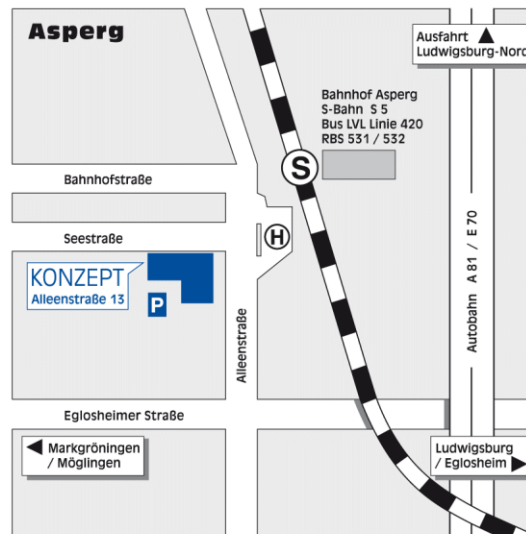 Asperg
Ausfahrt
Ludwigsburg-Nord
Bahnhof Asperg
S-Bahn S 5
Bus LVL Linie 420
RBS 531 / 532
S
Bahnhofstraße
H
Seestraße
KONZEPT
Alleenstraße 13
P
Alleenstraße
Autobahn A 81 / E 70
Eglosheimer Straße
Markgröningen
/ Möglingen
Ludwigsburg
/ Eglosheim